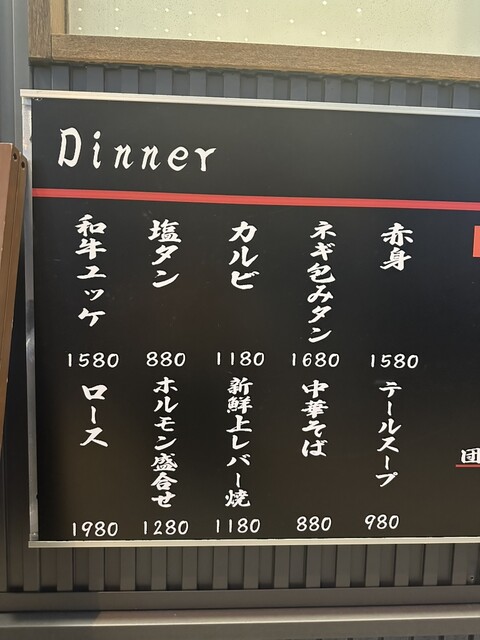 Dinner
和牛ユッケ
1580
塩タン
880
カルビ
1180
ネギ包みタン
1680
赤身
1580
ロース
1980
ホルモン盛合せ
1280
新鮮上レバー焼
1180
中華そば
880
テールスープ
980
団